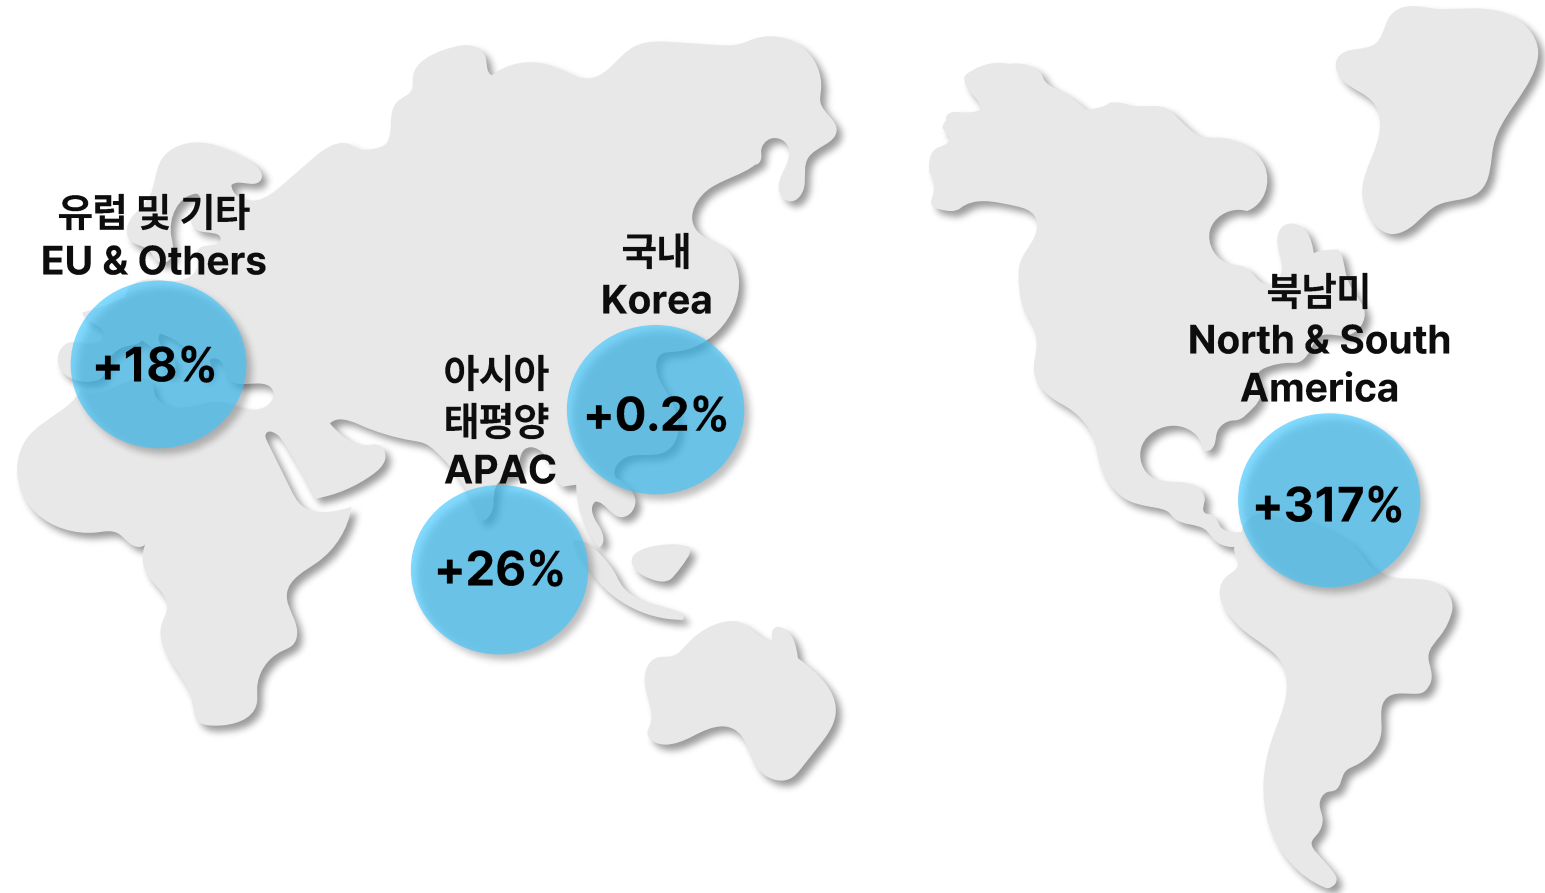 유럽 및 기타
EU & Others
+18%
국내
Korea
+0.2%
아시아
태평양
APAC
+26%
북남미
North & South
America
+317%